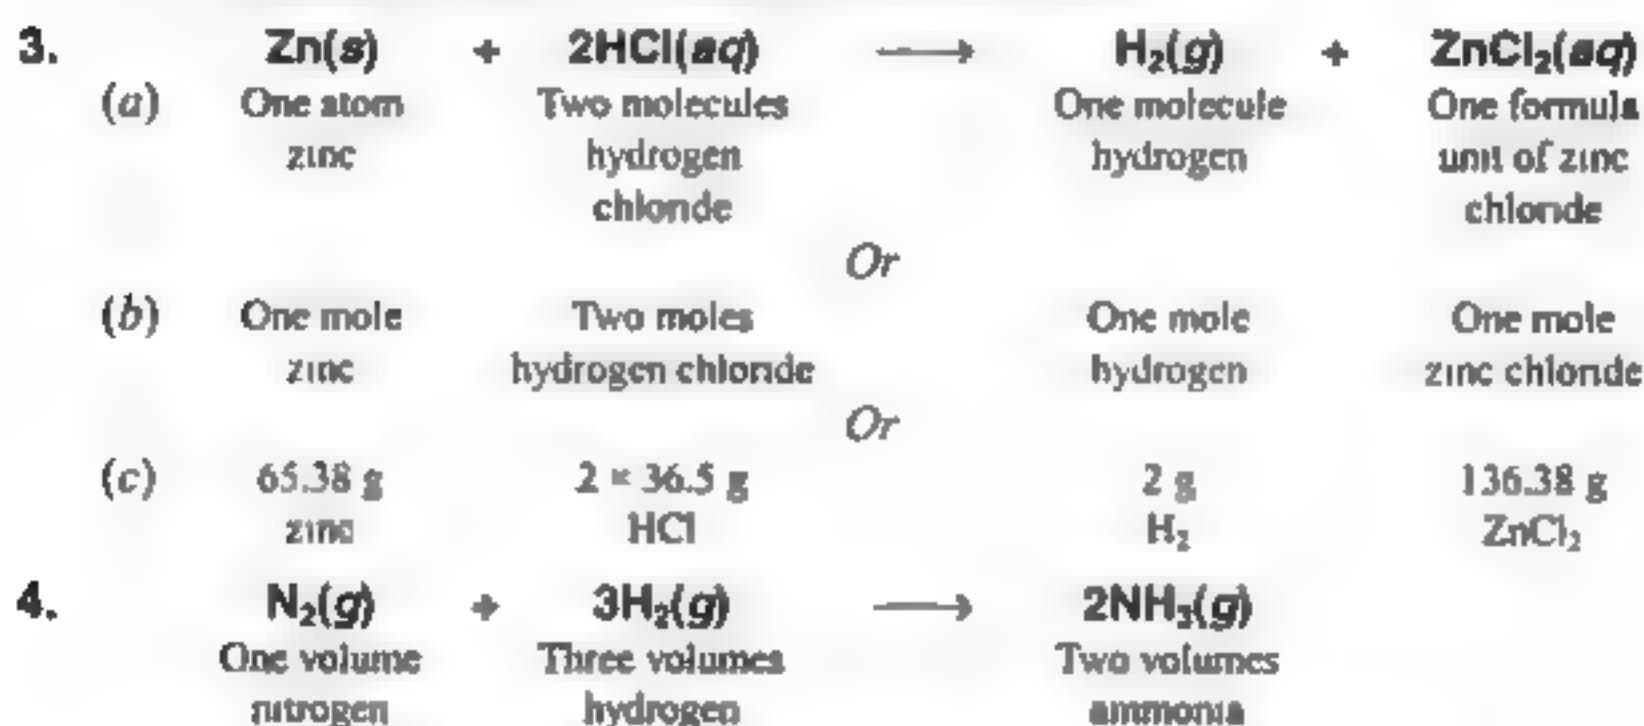 3. Zn(s) + 2HCl(aq) ⟶ H₂(g) + ZnCl₂(aq)
(a) One atom Two molecules One molecule One formula
zinc hydrogen hydrogen unit of zinc
chloride chloride
Or
(b) One mole Two moles One mole One mole
zinc hydrogen chloride hydrogen zinc chloride
Or
(c) 65.38 g 2 × 36.5 g 2 g 136.38 g
zinc HCl H₂ ZnCl₂
4. N₂(g) + 3H₂(g) ⟶ 2NH₃(g)
One volume Three volumes Two volumes
nitrogen hydrogen ammonia